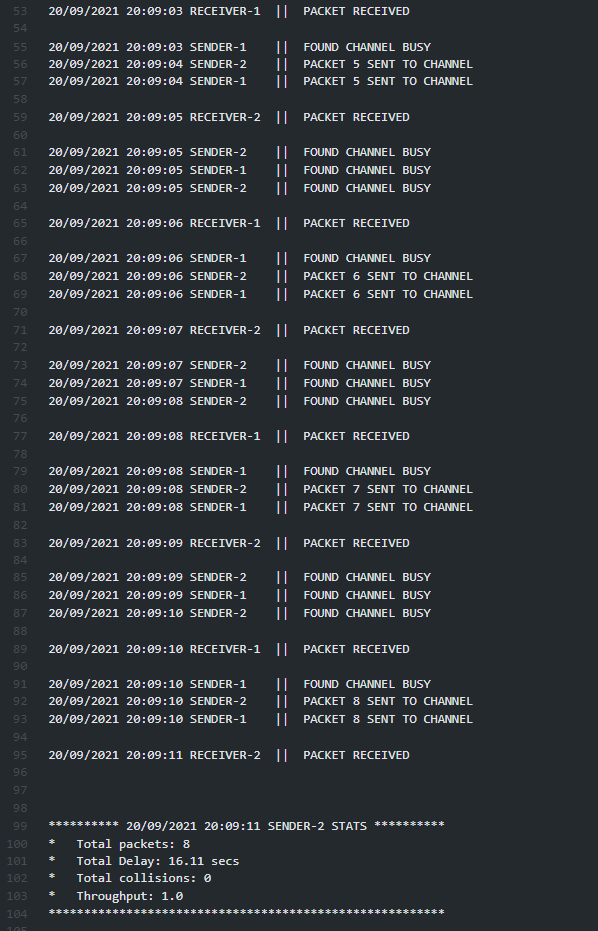 53 20/09/2021 20:09:03 RECEIVER-1 || PACKET RECEIVED
54
55 20/09/2021 20:09:03 SENDER-1 || FOUND CHANNEL BUSY
56 20/09/2021 20:09:04 SENDER-2 || PACKET 5 SENT TO CHANNEL
57 20/09/2021 20:09:04 SENDER-1 || PACKET 5 SENT TO CHANNEL
58
59 20/09/2021 20:09:05 RECEIVER-2 || PACKET RECEIVED
60
61 20/09/2021 20:09:05 SENDER-2 || FOUND CHANNEL BUSY
62 20/09/2021 20:09:05 SENDER-1 || FOUND CHANNEL BUSY
63 20/09/2021 20:09:05 SENDER-2 || FOUND CHANNEL BUSY
64
65 20/09/2021 20:09:06 RECEIVER-1 || PACKET RECEIVED
66
67 20/09/2021 20:09:06 SENDER-1 || FOUND CHANNEL BUSY
68 20/09/2021 20:09:06 SENDER-2 || PACKET 6 SENT TO CHANNEL
69 20/09/2021 20:09:06 SENDER-1 || PACKET 6 SENT TO CHANNEL
70
71 20/09/2021 20:09:07 RECEIVER-2 || PACKET RECEIVED
72
73 20/09/2021 20:09:07 SENDER-2 || FOUND CHANNEL BUSY
74 20/09/2021 20:09:07 SENDER-1 || FOUND CHANNEL BUSY
75 20/09/2021 20:09:08 SENDER-2 || FOUND CHANNEL BUSY
76
77 20/09/2021 20:09:08 RECEIVER-1 || PACKET RECEIVED
78
79 20/09/2021 20:09:08 SENDER-1 || FOUND CHANNEL BUSY
80 20/09/2021 20:09:08 SENDER-2 || PACKET 7 SENT TO CHANNEL
81 20/09/2021 20:09:08 SENDER-1 || PACKET 7 SENT TO CHANNEL
82
83 20/09/2021 20:09:09 RECEIVER-2 || PACKET RECEIVED
84
85 20/09/2021 20:09:09 SENDER-2 || FOUND CHANNEL BUSY
86 20/09/2021 20:09:09 SENDER-1 || FOUND CHANNEL BUSY
87 20/09/2021 20:09:10 SENDER-2 || FOUND CHANNEL BUSY
88
89 20/09/2021 20:09:10 RECEIVER-1 || PACKET RECEIVED
90
91 20/09/2021 20:09:10 SENDER-1 || FOUND CHANNEL BUSY
92 20/09/2021 20:09:10 SENDER-2 || PACKET 8 SENT TO CHANNEL
93 20/09/2021 20:09:10 SENDER-1 || PACKET 8 SENT TO CHANNEL
94
95 20/09/2021 20:09:11 RECEIVER-2 || PACKET RECEIVED
96
97
98
99 ********** 20/09/2021 20:09:11 SENDER-2 STATS **********
100 * Total packets: 8
101 * Total Delay: 16.11 secs
102 * Total collisions: 0
103 * Throughput: 1.0
104 ********************************************************
105